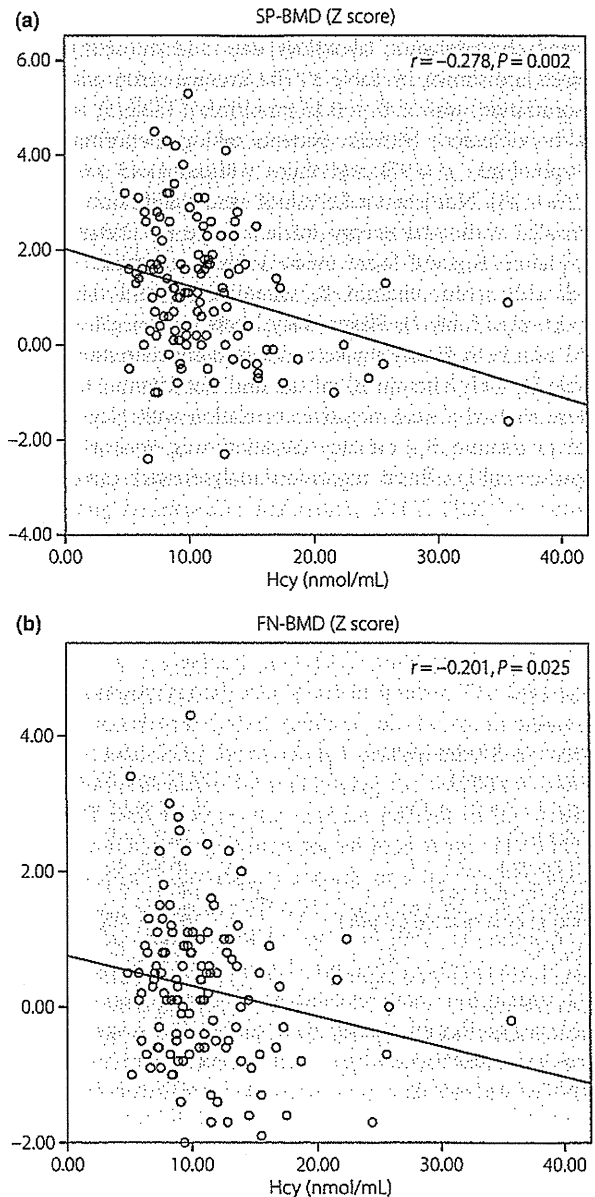 (a)
SP-BMD (Z score)
r = −0.278, P = 0.002
6.00
4.00
2.00
0.00
−2.00
−4.00
0.00 10.00 20.00 30.00 40.00
Hcy (nmol/mL)
(b)
FN-BMD (Z score)
r = −0.201, P = 0.025
4.00
2.00
0.00
−2.00
0.00 10.00 20.00 30.00 40.00
Hcy (nmol/mL)